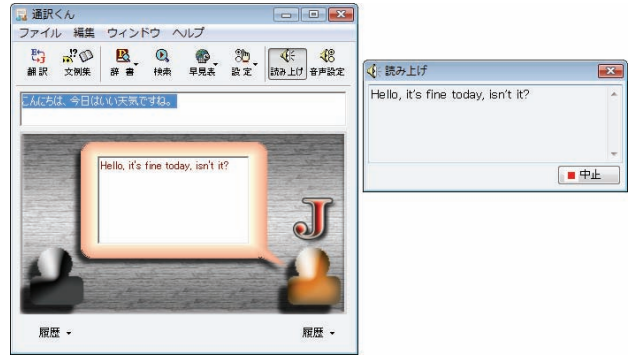 通訳くん
ファイル 編集 ウィンドウ ヘルプ
翻訳 文例集 辞書 検索 早見表 設定 読み上げ 音声設定
こんにちは、今日はいい天気ですね。
Hello, it's fine today, isn't it?
J
履歴 履歴
読み上げ
Hello, it's fine today, isn't it?
中止